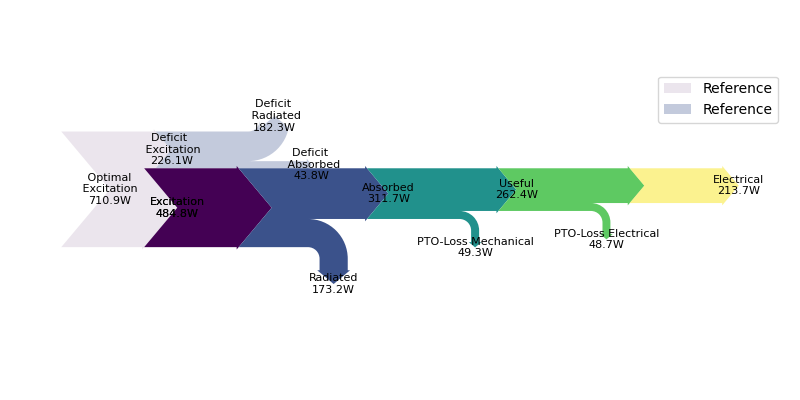 Reference
Reference
Deficit
Radiated
182.3W
Deficit
Excitation
226.1W
Deficit
Absorbed
43.8W
Optimal
Excitation
710.9W
Excitation
484.8W
Absorbed
311.7W
Useful
262.4W
Electrical
213.7W
PTO-Loss-Mechanical
49.3W
PTO-Loss Electrical
48.7W
Radiated
173.2W